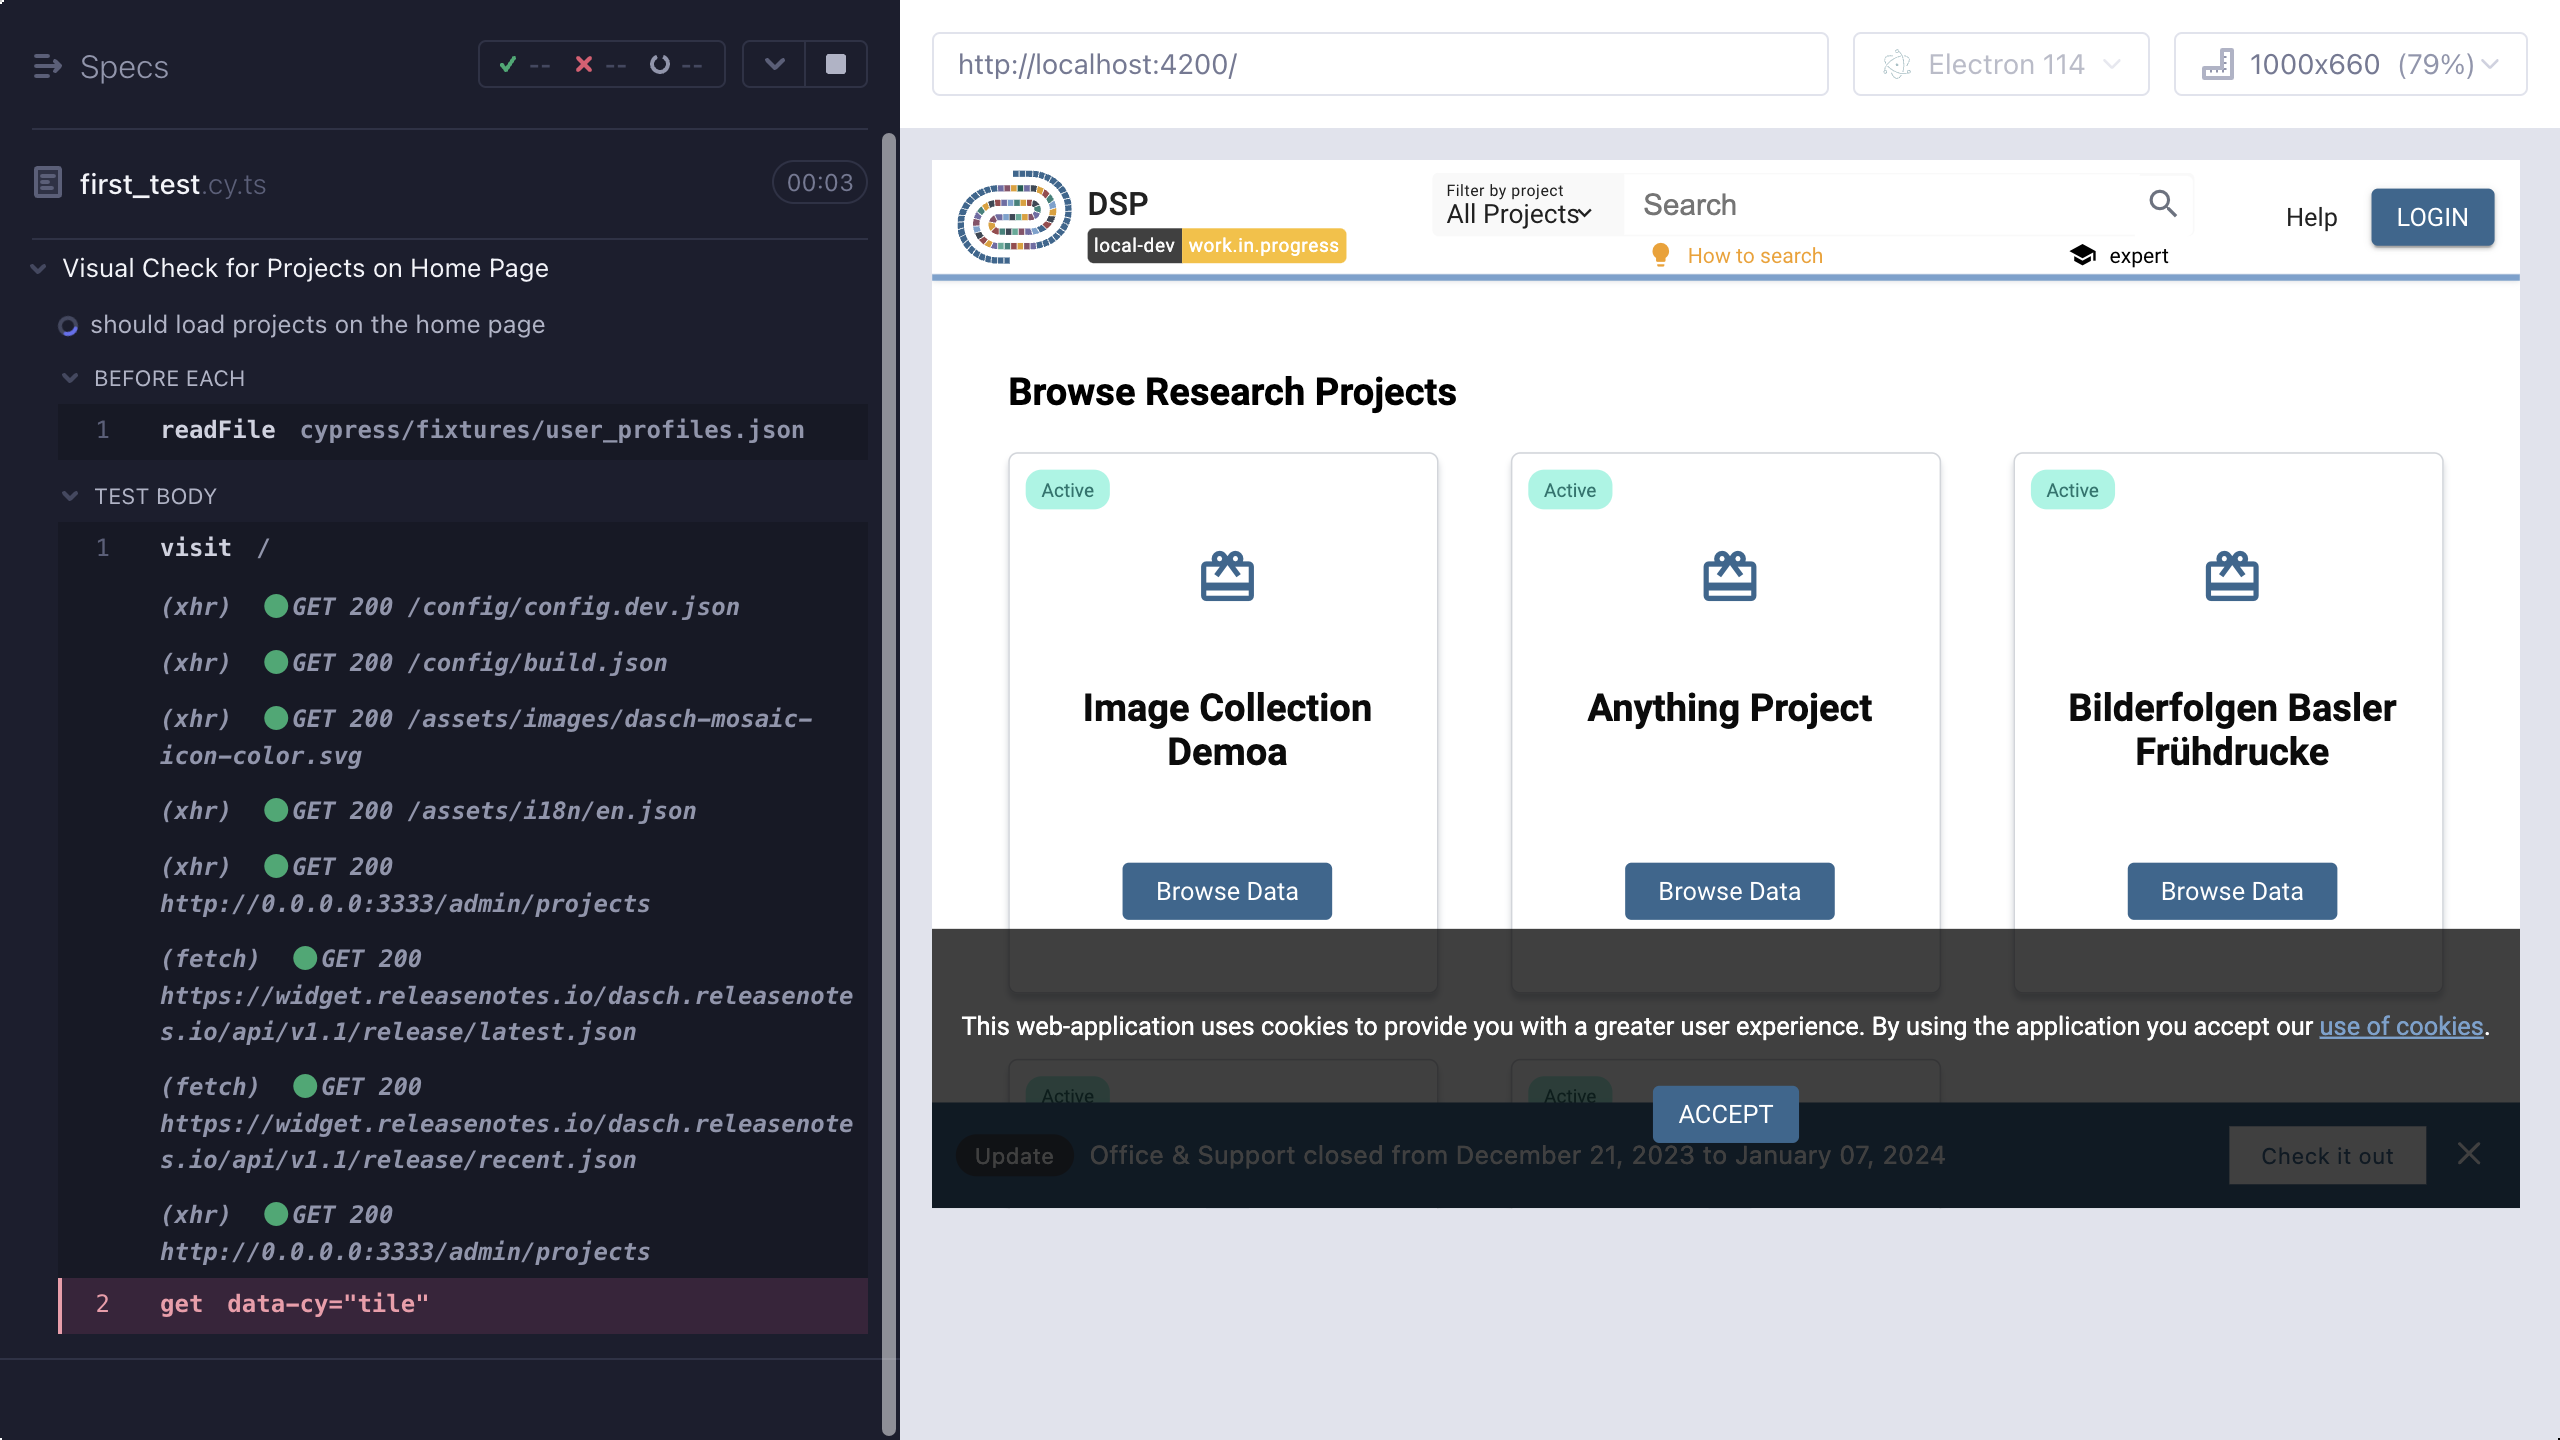 Specs
-- -- --
first_test.cy.ts
00:03
Visual Check for Projects on Home Page
should load projects on the home page
BEFORE EACH
1 readFile cypress/fixtures/user_profiles.json
TEST BODY
1 visit /
(xhr) GET 200 /config/config.dev.json
(xhr) GET 200 /config/build.json
(xhr) GET 200 /assets/images/dasch-mosaic-
icon-color.svg
(xhr) GET 200 /assets/i18n/en.json
(xhr) GET 200
http://0.0.0.0:3333/admin/projects
(fetch) GET 200
https://widget.releasenotes.io/dasch.releasenote
s.io/api/v1.1/release/latest.json
(fetch) GET 200
https://widget.releasenotes.io/dasch.releasenote
s.io/api/v1.1/release/recent.json
(xhr) GET 200
http://0.0.0.0:3333/admin/projects
2 get data-cy="tile"
http://localhost:4200/
Electron 114
1000x660 (79%)
DSP
local-dev work.in.progress
Filter by project
All Projects
Search
How to search
expert
Help
LOGIN
Browse Research Projects
Active
Image Collection
Demoa
Browse Data
Active
Anything Project
Browse Data
Active
Bilderfolgen Basler
Frühdrucke
Browse Data
This web-application uses cookies to provide you with a greater user experience. By using the application you accept our use of cookies.
Active
Active
ACCEPT
Update Office & Support closed from December 21, 2023 to January 07, 2024
Check it out